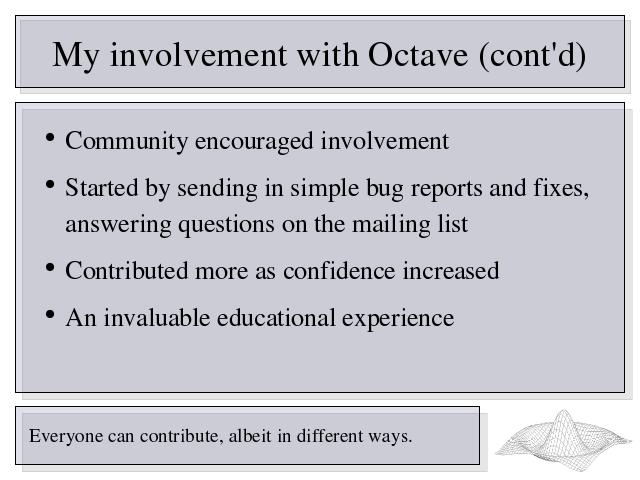 My involvement with Octave (cont'd)
• Community encouraged involvement
• Started by sending in simple bug reports and fixes,
answering questions on the mailing list
• Contributed more as confidence increased
• An invaluable educational experience
Everyone can contribute, albeit in different ways.